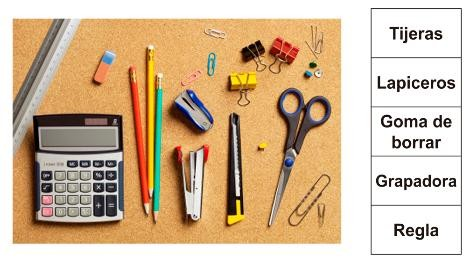 Tijeras
Lapiceros
Goma de
borrar
Grapadora
Regla